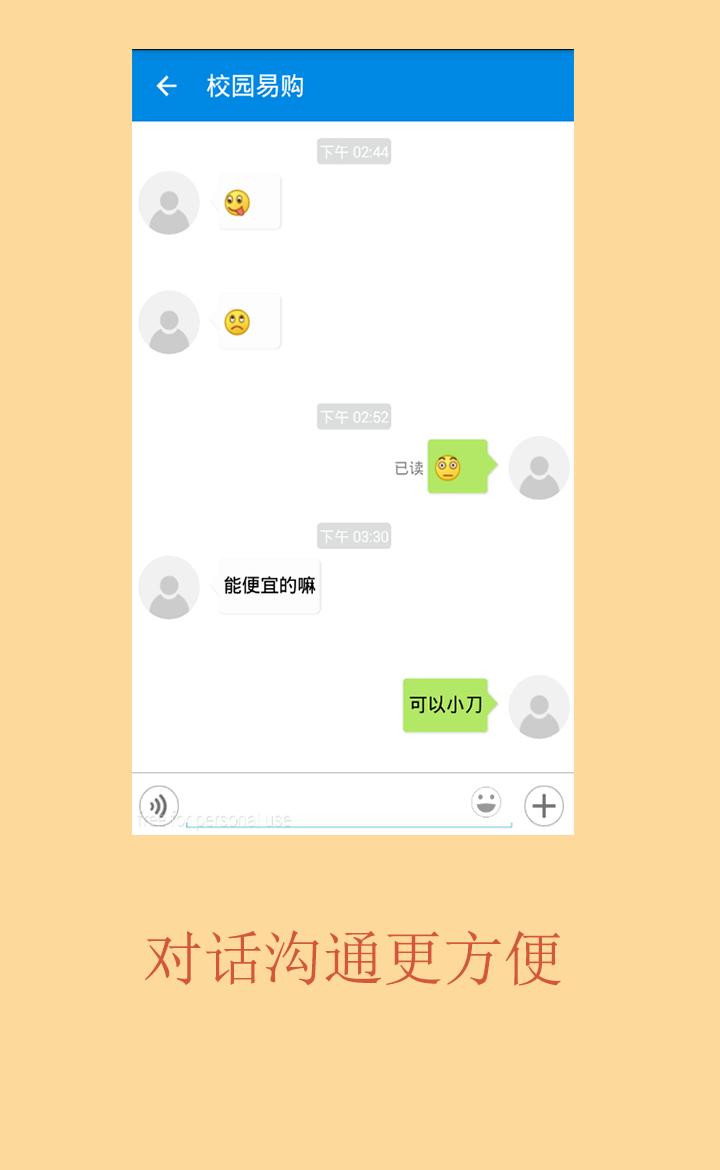 校园易购
下午 02:44
下午 02:52
已读
下午 03:30
能便宜的嘛
可以小刀
free for personal use
对话沟通更方便